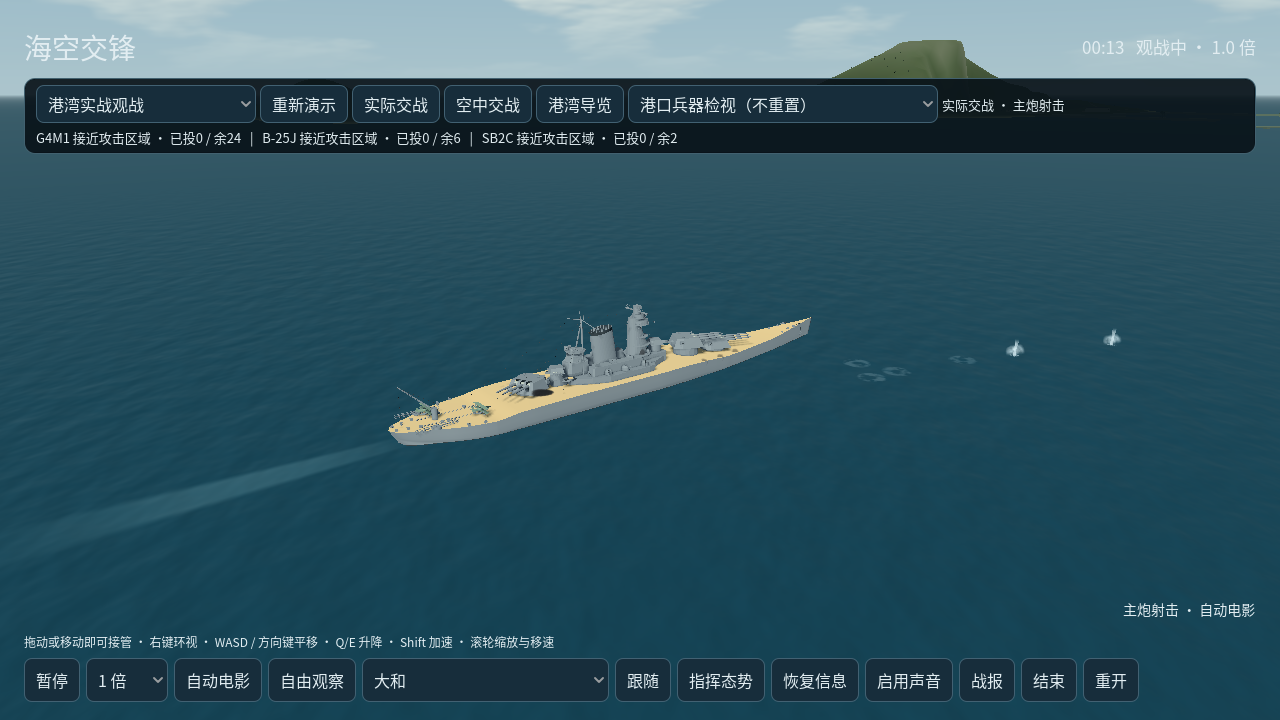 海空交锋
00:13 观战中 · 1.0 倍
港湾实战观战 重新演示 实际交战 空中交战 港湾导览 港口兵器检视（不重置） 实际交战 · 主炮射击
G4M1 接近攻击区域 · 已投0 / 余24 | B-25J 接近攻击区域 · 已投0 / 余6 | SB2C 接近攻击区域 · 已投0 / 余2
主炮射击 · 自动电影
拖动或移动即可接管 · 右键环视 · WASD / 方向键平移 · Q/E 升降 · Shift 加速 · 滚轮缩放与移速
暂停 1 倍 自动电影 自由观察 大和 跟随 指挥态势 恢复信息 启用声音 战报 结束 重开